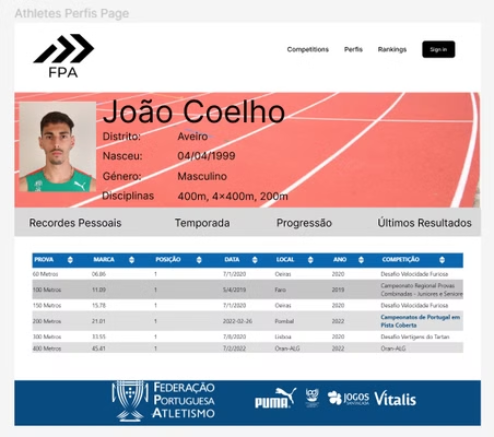 Athletes Perfis Page
FPA
Competitions Perfis Rankings Sign in
João Coelho
Distrito: Aveiro
Nasceu: 04/04/1999
Género: Masculino
Disciplinas 400m, 4x400m, 200m
Recordes Pessoais Temporada Progressão Últimos Resultados
PROVA MARCA POSIÇÃO DATA LOCAL ANO COMPETIÇÃO
60 Metros 06.86 1 7/1/2020 Oeiras 2020 Desafio Velocidade Furiosa
100 Metros 11.09 1 5/4/2019 Faro 2019 Campeonato Regional Provas
Combinadas - Juniores e Seniores
150 Metros 15.78 1 7/1/2020 Oeiras 2020 Desafio Velocidade Furiosa
200 Metros 21.01 1 2022-02-26 Pombal 2022 Campeonatos de Portugal em
Pista Coberta
300 Metros 33.55 1 7/8/2020 Lisboa 2020 Desafio Vertigens do Tartan
400 Metros 45.41 1 7/2/2022 Oran-ALG 2022 Oran-ALG
FEDERAÇÃO
PORTUGUESA
ATLETISMO
PUMA
JOGOS
SANTA CASA
Vitalis